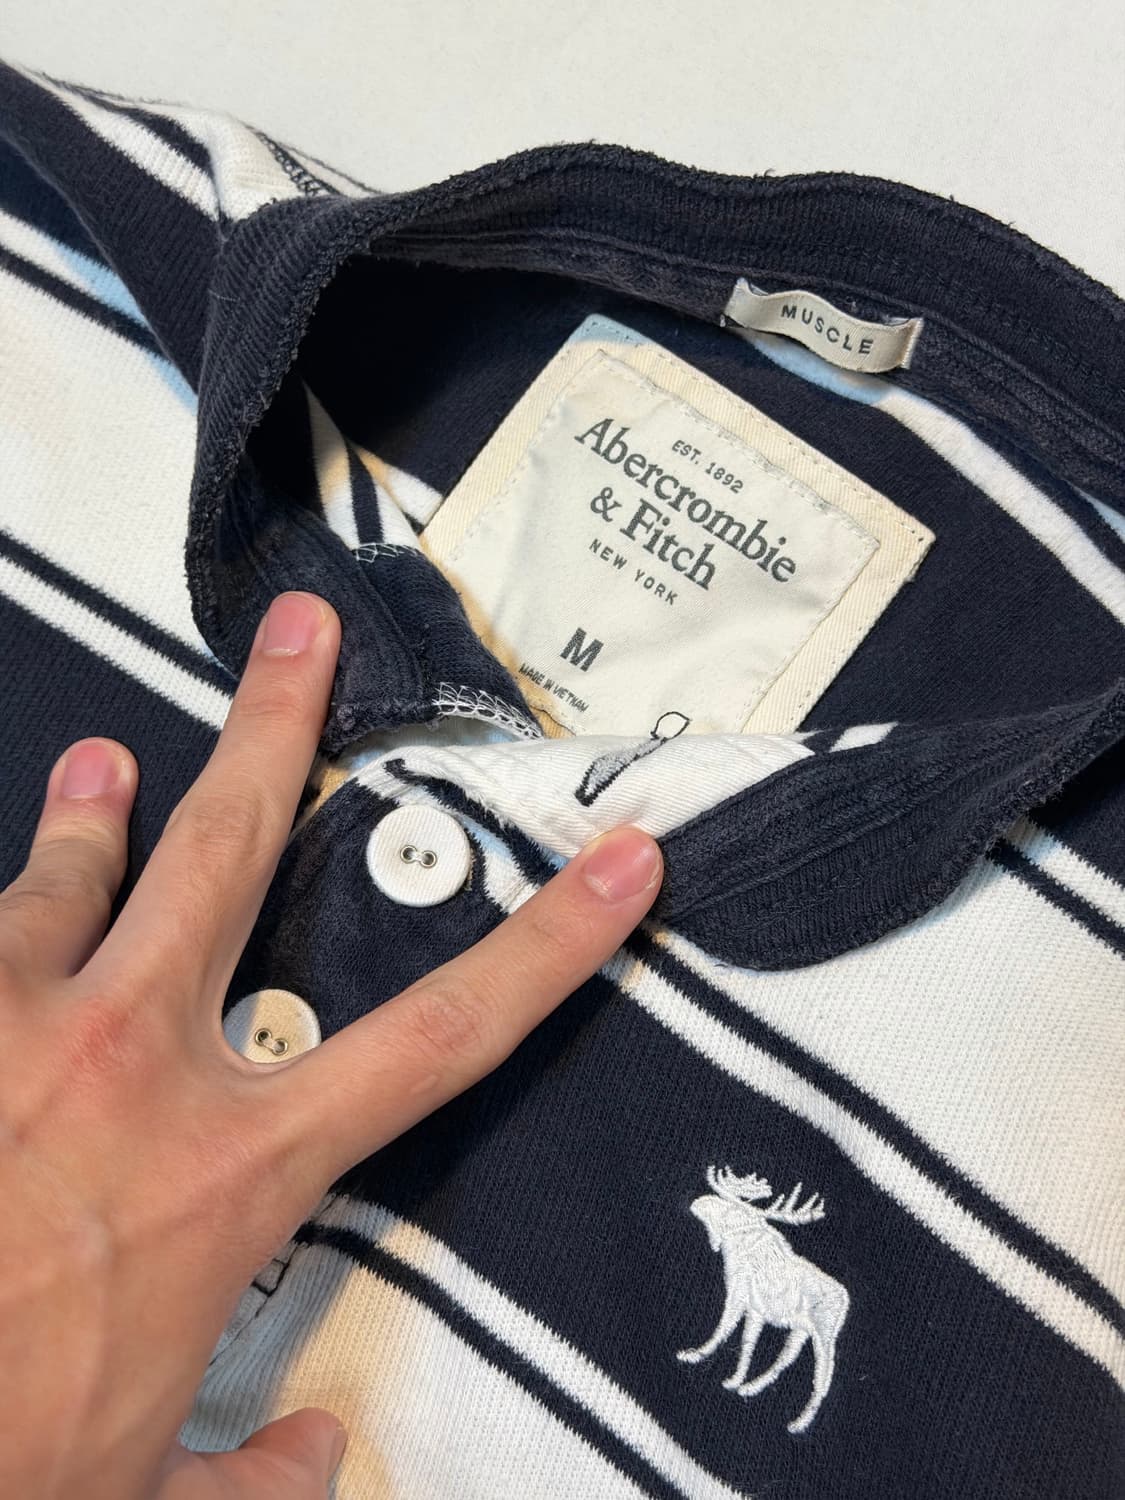 MUSCLE
EST. 1892
Abercrombie
& Fitch
NEW YORK
M
MADE IN VIETNAM